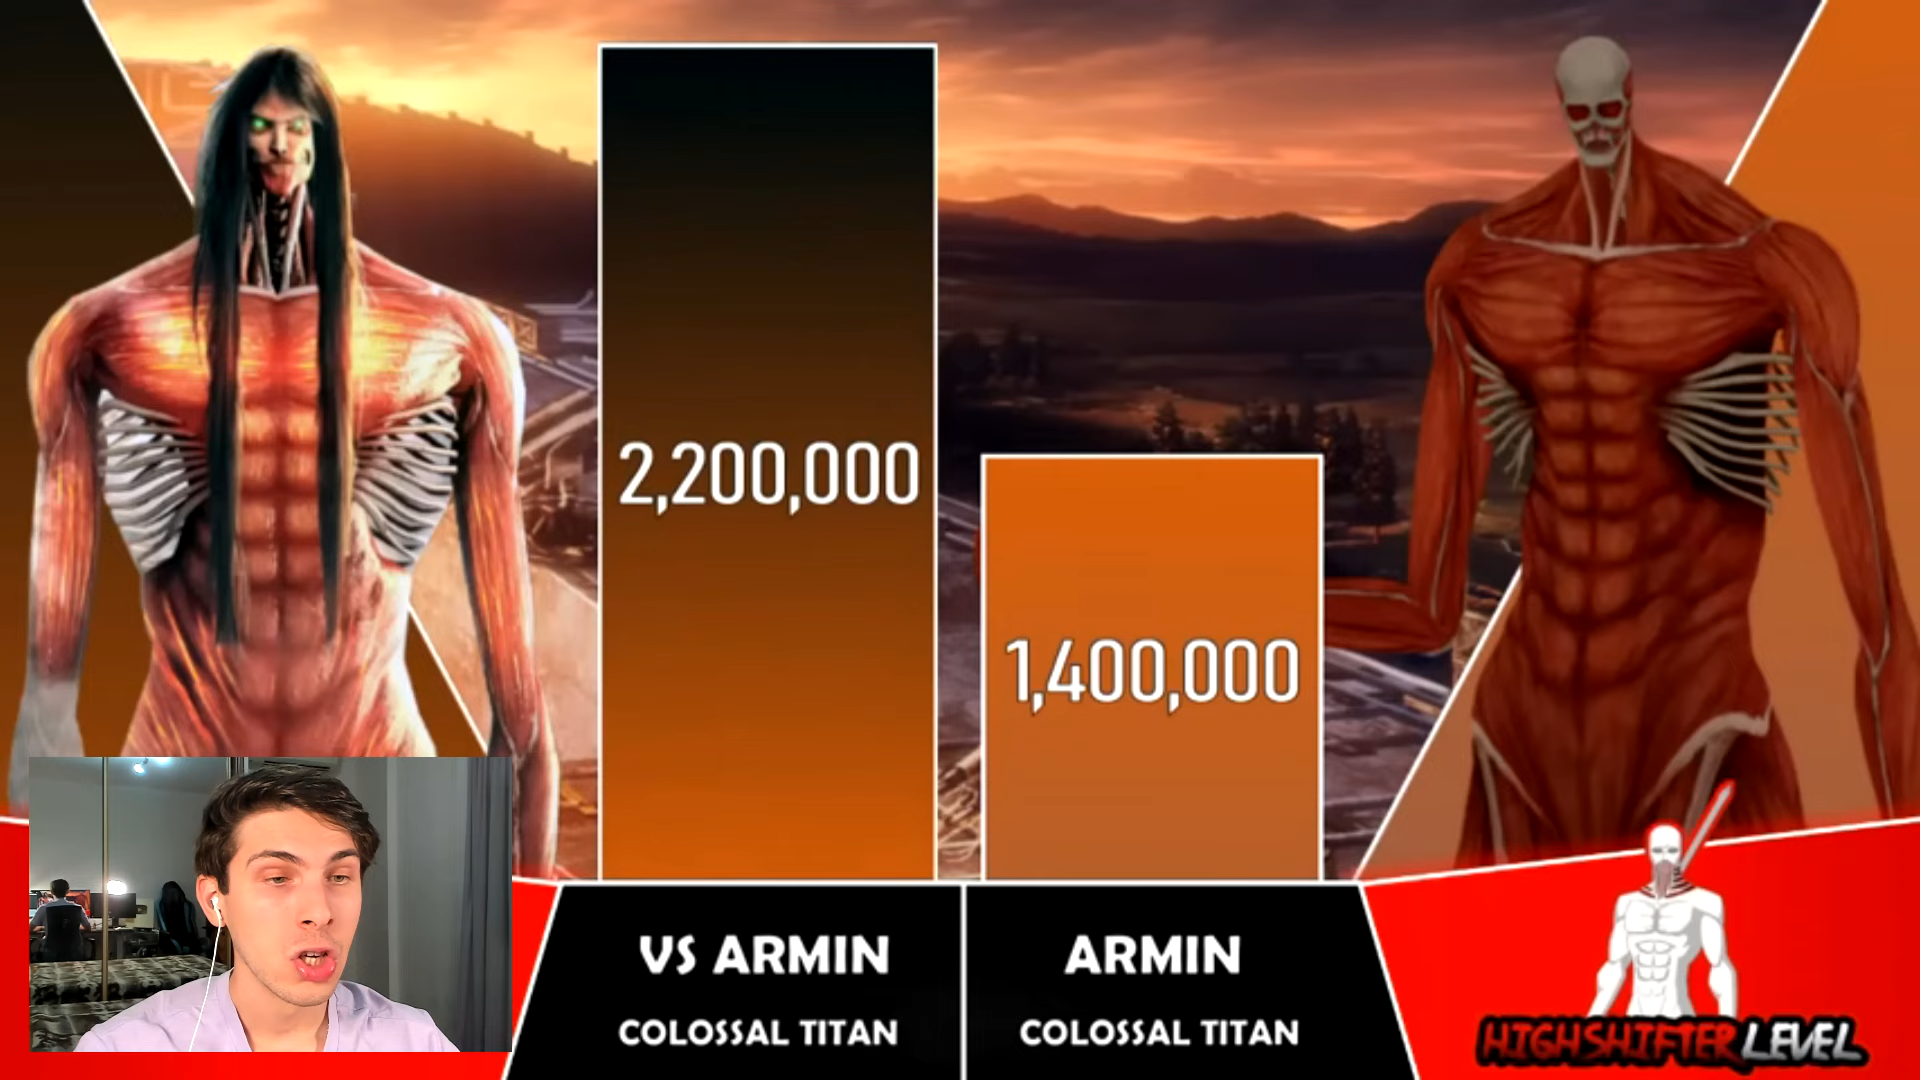 2,200,000
1,400,000
VS ARMIN
COLOSSAL TITAN
ARMIN
COLOSSAL TITAN
HIGHSHIFTER LEVEL